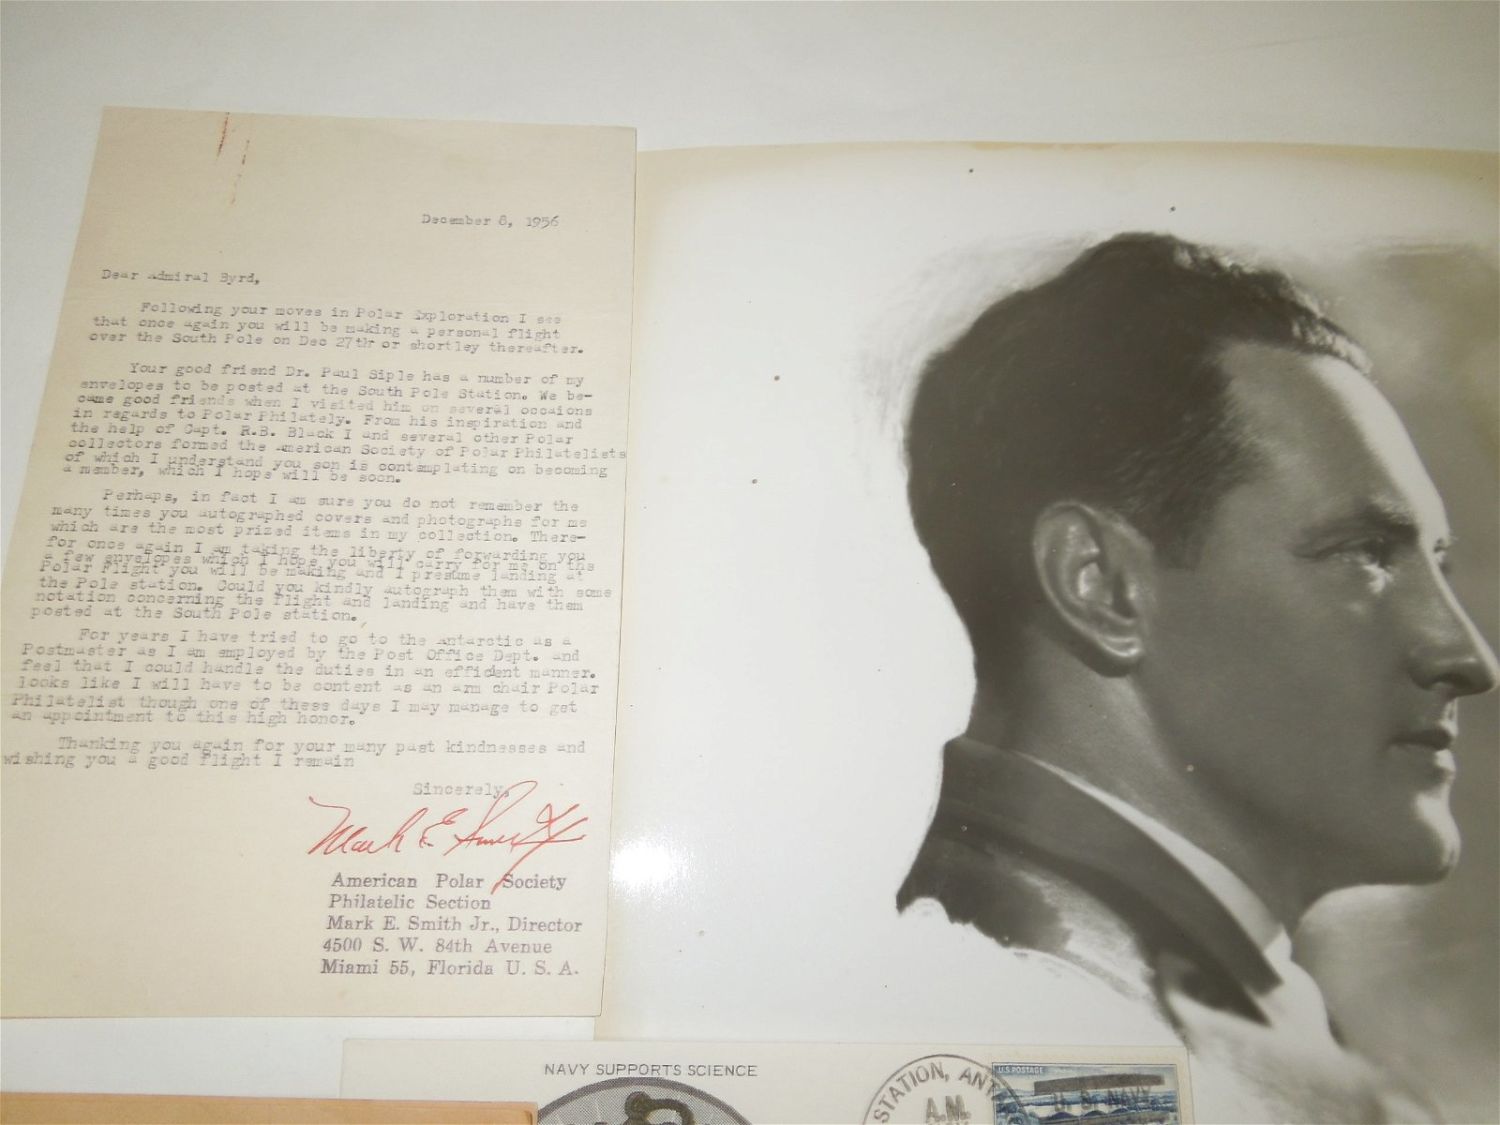 December 8, 1956
Dear Admiral Byrd,
Following your moves in Polar Exploration I see
that once again you will be making a personal flight
over the South Pole on Dec 27th or shortley thereafter.
Your good friend Dr. Paul Siple has a number of my
envelopes to be posted at the South Pole Station. We be-
came good friends when I visited him on several occaions
in regards to Polar Philately. From his inspiration and
the help of Capt. R.B. Black I and several other Polar
collectors formed the American Society of Polar Philatelists
of which I understand you son is contemplating on becoming
a member, which I hope will be soon.
Perhaps, in fact I am sure you do not remember the
many times you autographed covers and photographs for me
which are the most prized items in my collection. There-
for once again I am taking the liberty of forwarding you
a few envelopes which I hope you will carry for me on the
Polar Flight you will be making and I presume landing at
the Pole station. Could you kindly autograph them with some
notation concerning the flight and landing and have them
posted at the South Pole station.
For years I have tried to go to the Antarctic as a
Postmaster as I am employed by the Post Office Dept. and
feel that I could handle the duties in an efficient manner.
looks like I will have to be content as an arm chair Polar
Philatelist though one of these days I may manage to get
an appointment to this high honor.
Thanking you again for your many past kindnesses and
wishing you a good flight I remain
Sincerely,
Mark E Smith Jr
American Polar Society
Philatelic Section
Mark E. Smith Jr., Director
4500 S. W. 84th Avenue
Miami 55, Florida U. S. A.
NAVY SUPPORTS SCIENCE
STATION, ANT
A.M.
U.S. POSTAGE
U. S. NAVY